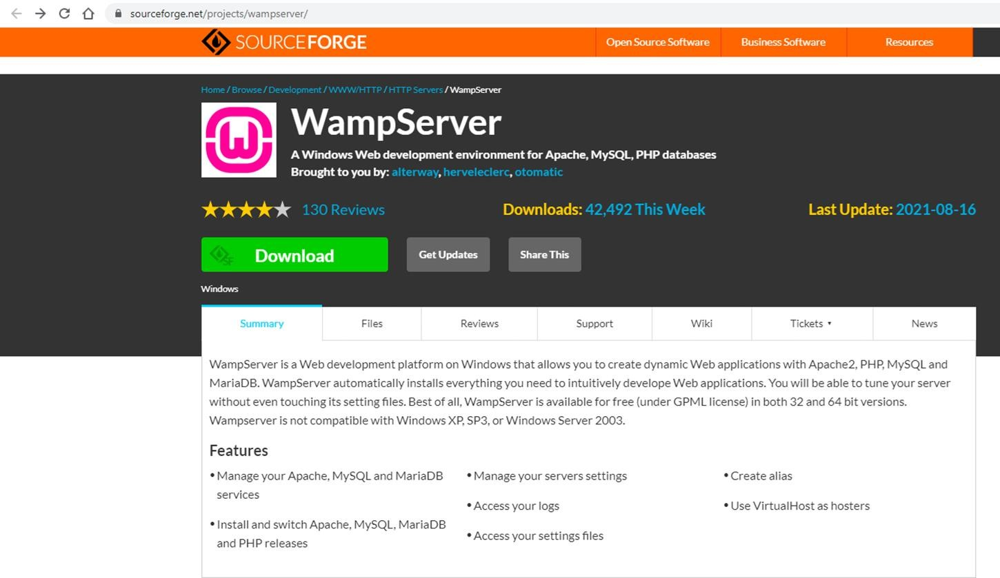 sourceforge.net/projects/wampserver/
SOURCEFORGE
Open Source Software
Business Software
Resources
Home / Browse / Development / WWW/HTTP / HTTP Servers / WampServer
WampServer
A Windows Web development environment for Apache, MySQL, PHP databases
Brought to you by: alterway, herveleclerc, otomatic
130 Reviews
Downloads: 42,492 This Week
Last Update: 2021-08-16
SF
Download
Get Updates
Share This
Windows
Summary
Files
Reviews
Support
Wiki
Tickets
News
WampServer is a Web development platform on Windows that allows you to create dynamic Web applications with Apache2, PHP, MySQL and
MariaDB. WampServer automatically installs everything you need to intuitively develope Web applications. You will be able to tune your server
without even touching its setting files. Best of all, WampServer is available for free (under GPML license) in both 32 and 64 bit versions.
Wampserver is not compatible with Windows XP, SP3, or Windows Server 2003.
Features
• Manage your Apache, MySQL and MariaDB
services
• Install and switch Apache, MySQL, MariaDB
and PHP releases
• Manage your servers settings
• Access your logs
• Access your settings files
• Create alias
• Use VirtualHost as hosters